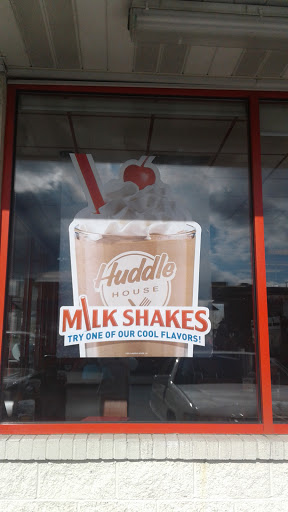 Huddle
HOUSE
MILK SHAKES
TRY ONE OF OUR COOL FLAVORS!